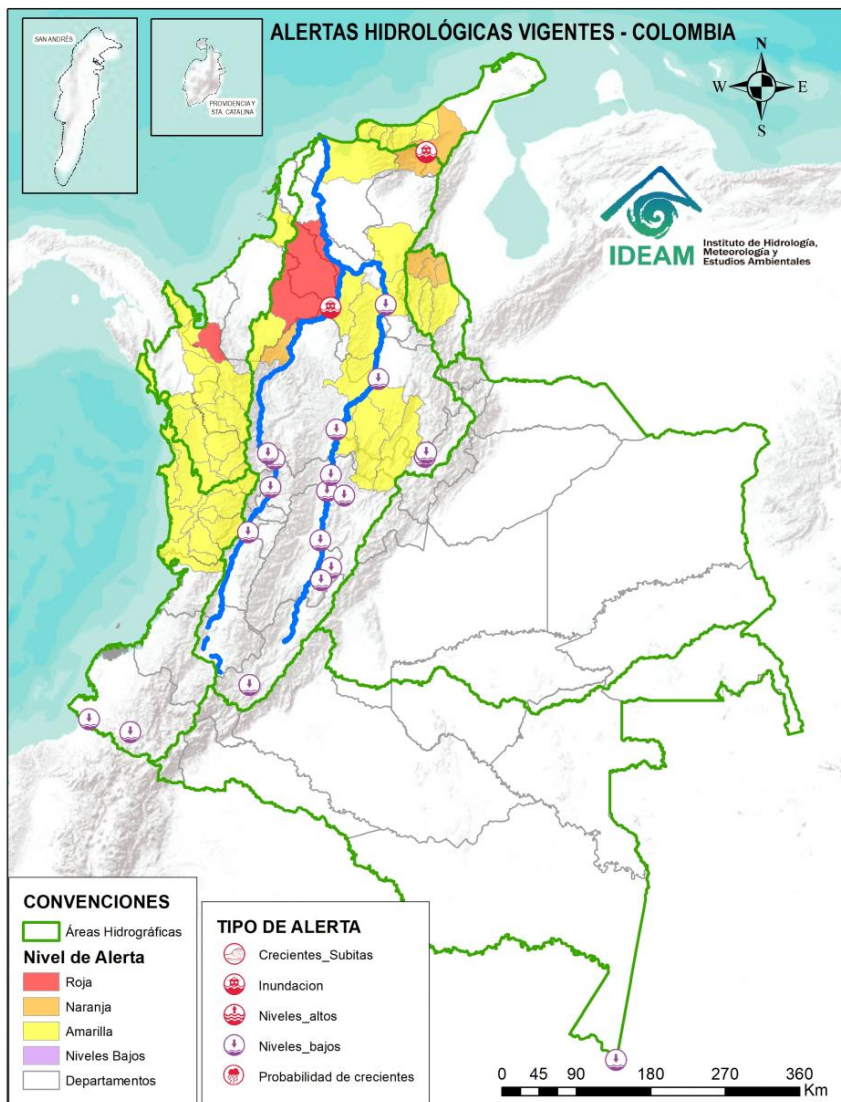 ALERTAS HIDROLÓGICAS VIGENTES - COLOMBIA
SAN ANDRÉS
PROVIDENCIA Y
STA. CATALINA
N
W
E
S
IDEAM
Instituto de Hidrología,
Meteorología y
Estudios Ambientales
CONVENCIONES
Áreas Hidrográficas
Nivel de Alerta
Roja
Naranja
Amarilla
Niveles Bajos
Departamentos
TIPO DE ALERTA
Crecientes_Subitas
Inundacion
Niveles_altos
Niveles_bajos
Probabilidad de crecientes
0 45 90 180 270 360
Km